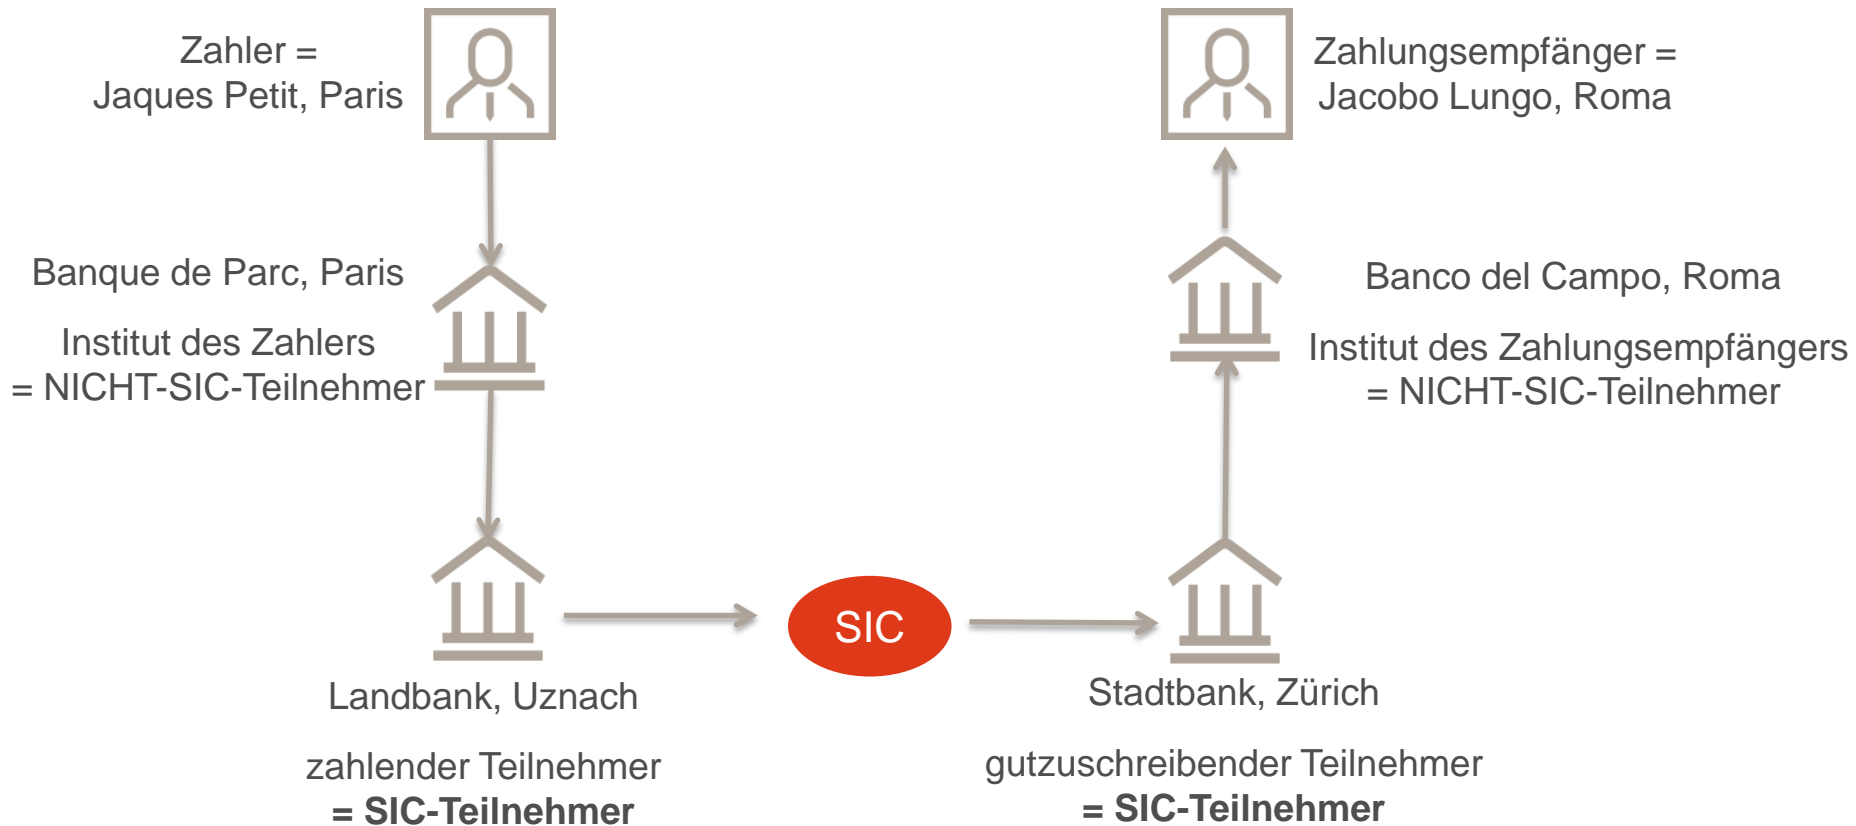 Zahler =
Jaques Petit, Paris
Zahlungsempfänger =
Jacobo Lungo, Roma
Banque de Parc, Paris
Institut des Zahlers
= NICHT-SIC-Teilnehmer
Banco del Campo, Roma
Institut des Zahlungsempfängers
= NICHT-SIC-Teilnehmer
SIC
Landbank, Uznach
zahlender Teilnehmer
= SIC-Teilnehmer
Stadtbank, Zürich
gutzuschreibender Teilnehmer
= SIC-Teilnehmer